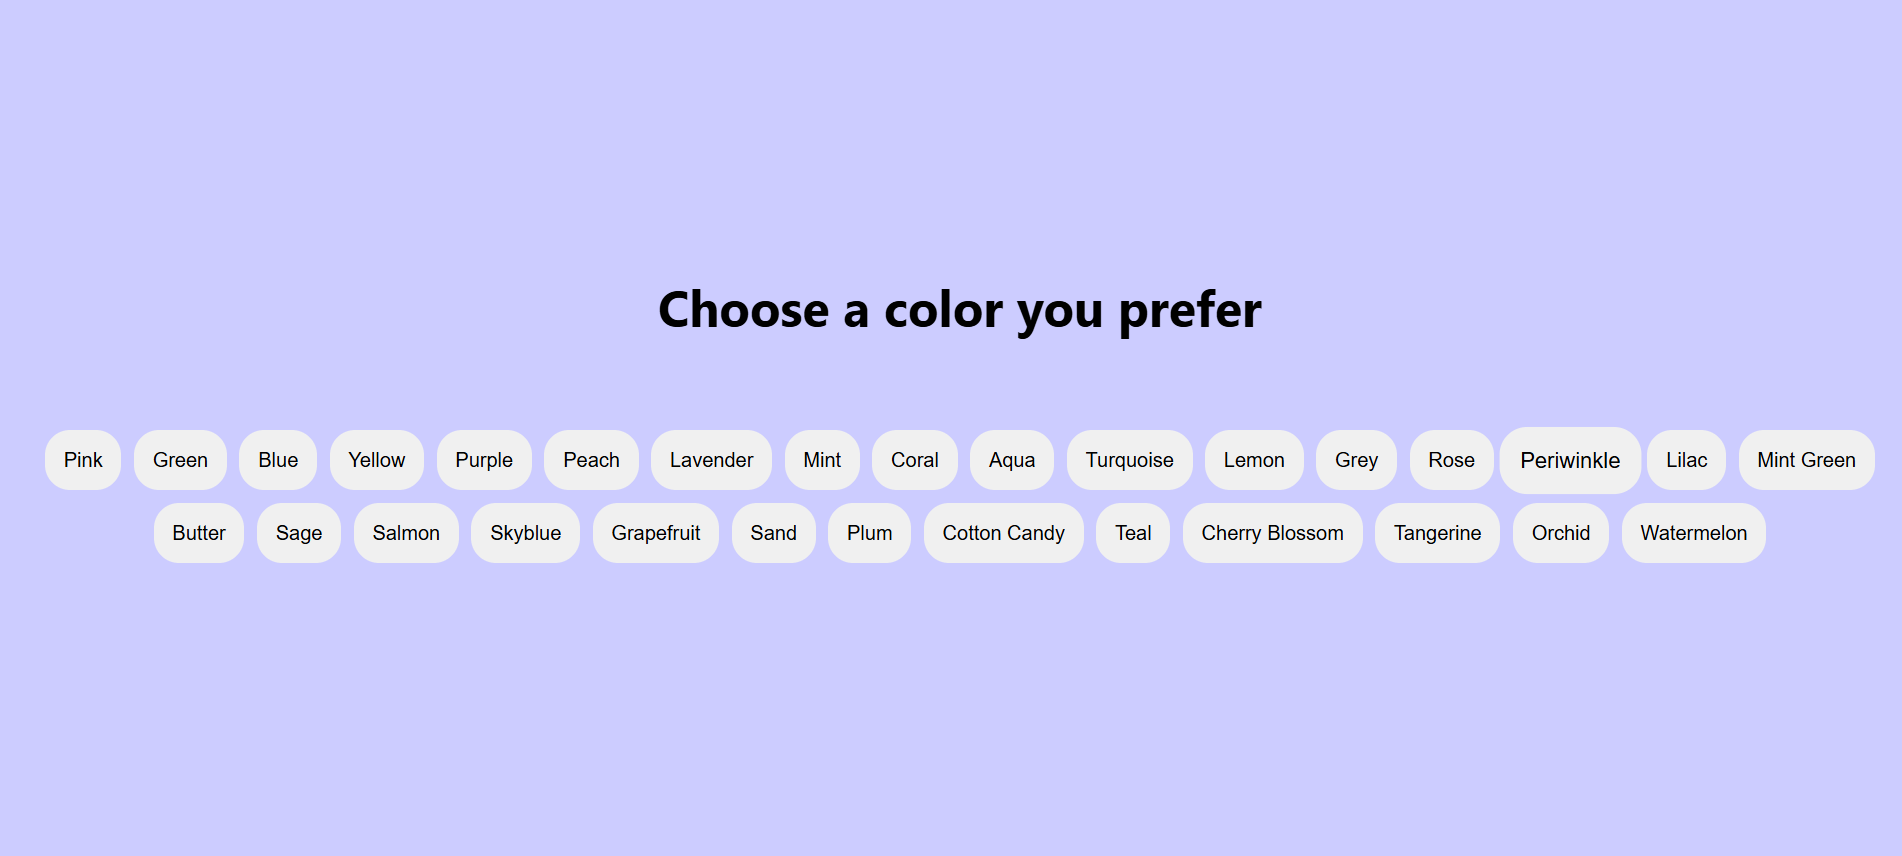 Choose a color you prefer
Pink Green Blue Yellow Purple Peach Lavender Mint Coral Aqua Turquoise Lemon Grey Rose Periwinkle Lilac Mint Green
Butter Sage Salmon Skyblue Grapefruit Sand Plum Cotton Candy Teal Cherry Blossom Tangerine Orchid Watermelon